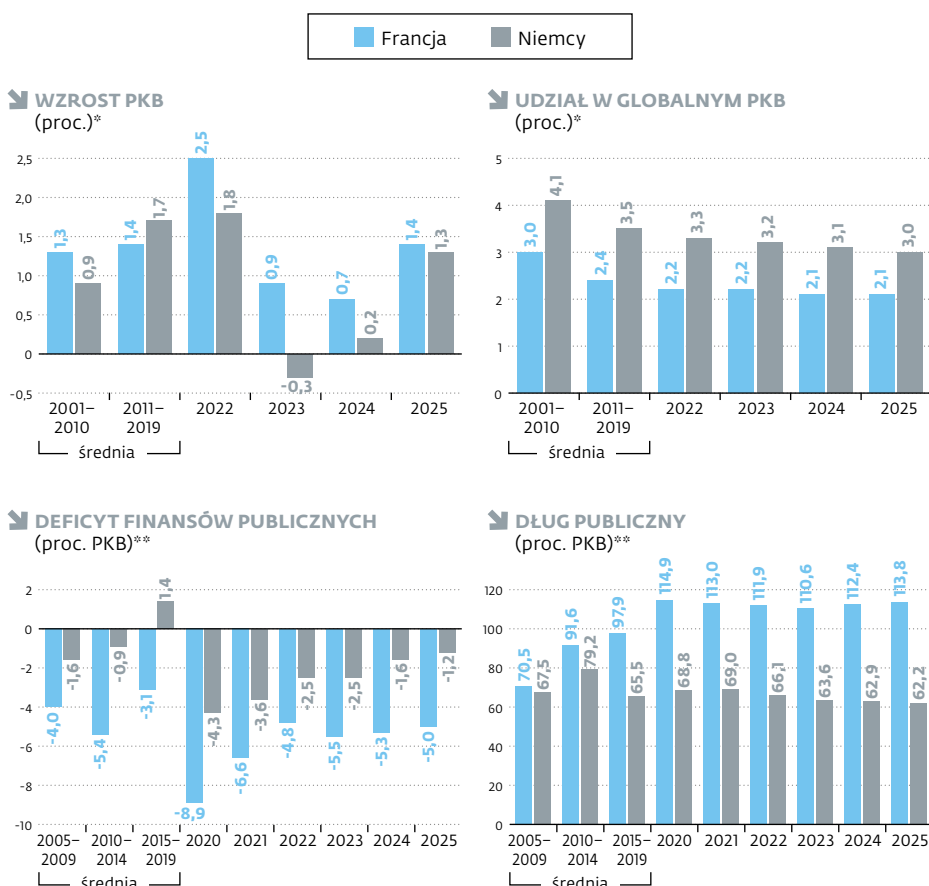 Francja Niemcy
WZROST PKB
(proc.)*
2,5
2,0
1,5
1,0
0,5
0
-0,5
1,3 0,9 1,4 1,7 2,5 1,8 0,9 -0,3 0,7 0,2 1,4 1,3
2001– 2011– 2022 2023 2024 2025
2010 2019
średnia
UDZIAŁ W GLOBALNYM PKB
(proc.)*
5
4
3
2
1
0
3,0 4,1 2,4 3,5 2,2 3,3 2,2 3,2 2,1 3,1 2,1 3,0
2001– 2011– 2022 2023 2024 2025
2010 2019
średnia
DEFICYT FINANSÓW PUBLICZNYCH
(proc. PKB)**
2
0
-2
-4
-6
-8
-10
-4,0 -1,6 -5,4 -0,9 -3,1 1,4 -8,9 -4,3 -6,6 -3,6 -4,8 -2,5 -5,5 -2,5 -5,3 -1,6 -5,0 -1,2
2005– 2010– 2015– 2020 2021 2022 2023 2024 2025
2009 2014 2019
średnia
DŁUG PUBLICZNY
(proc. PKB)**
120
100
80
60
40
20
0
70,5 67,5 91,6 79,2 97,9 65,5 114,9 68,8 113,0 69,0 111,9 66,1 110,6 63,6 112,4 62,9 113,8 62,2
2005– 2010– 2015– 2020 2021 2022 2023 2024 2025
2009 2014 2019
średnia